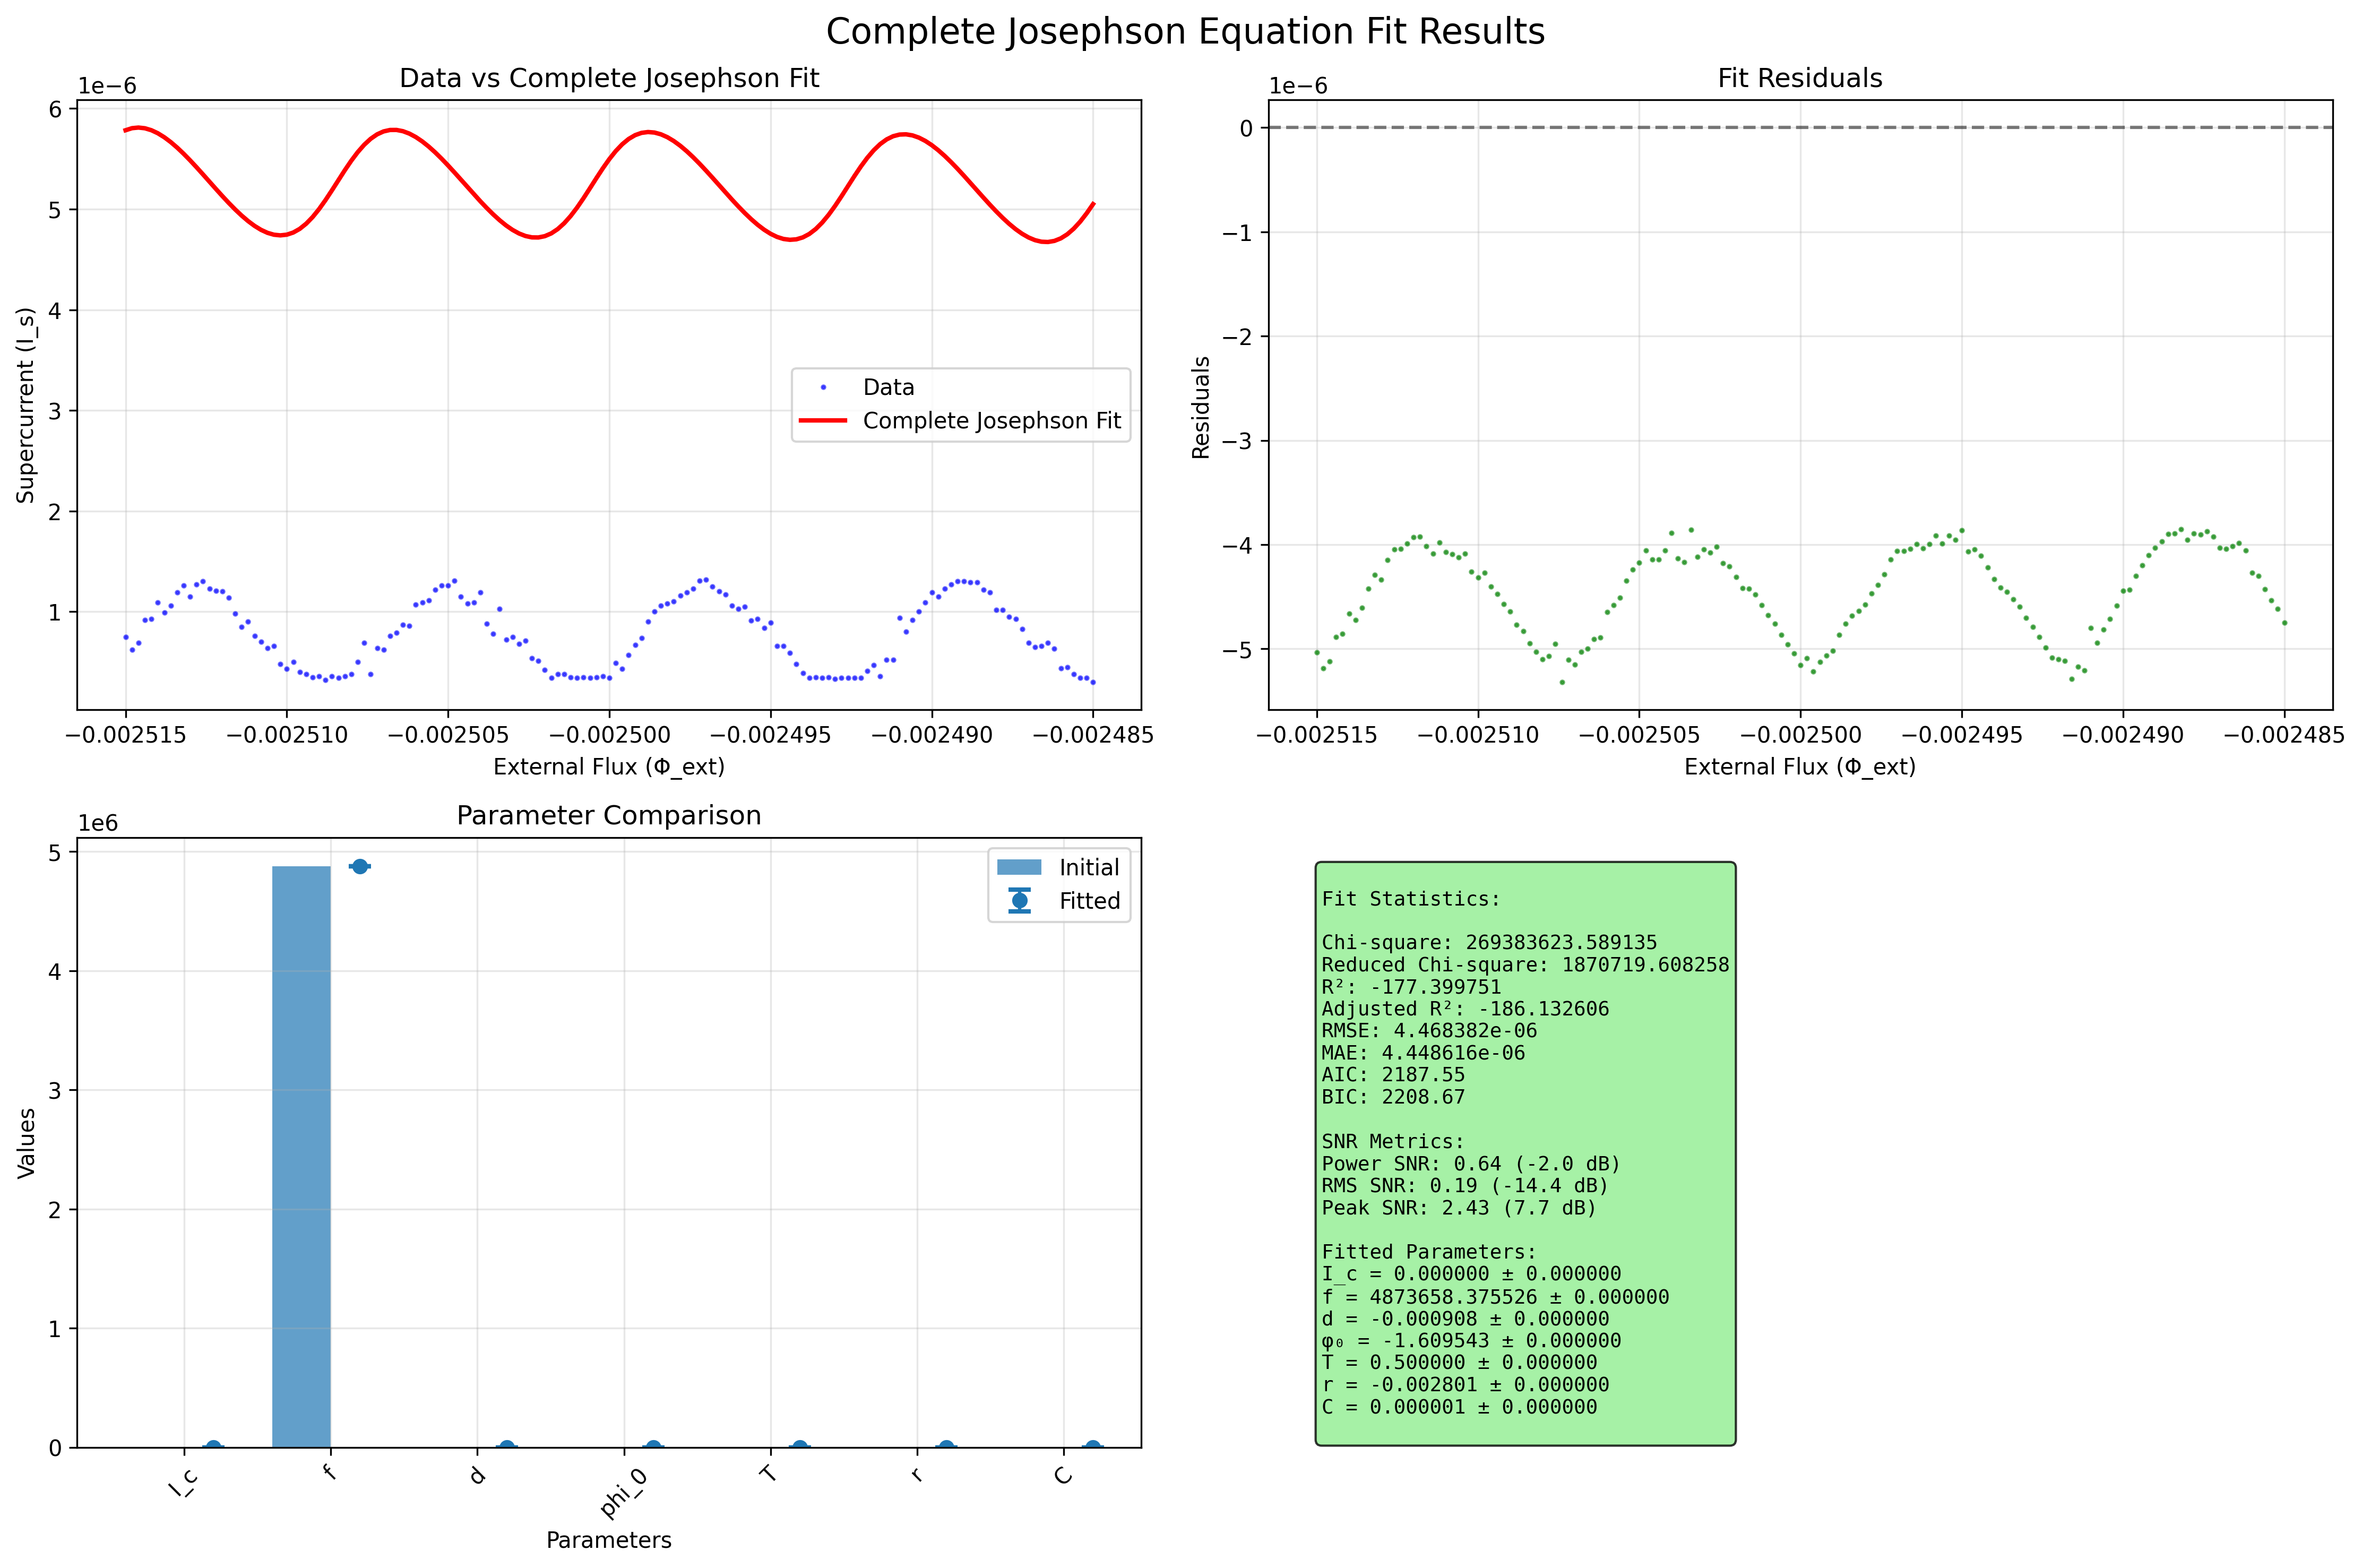 Complete Josephson Equation Fit Results
Data vs Complete Josephson Fit
1e−6
6
5
4
3
2
1
Supercurrent (I_s)
Data
Complete Josephson Fit
−0.002515 −0.002510 −0.002505 −0.002500 −0.002495 −0.002490 −0.002485
External Flux (Φ_ext)
Fit Residuals
1e−6
0
−1
−2
−3
−4
−5
Residuals
−0.002515 −0.002510 −0.002505 −0.002500 −0.002495 −0.002490 −0.002485
External Flux (Φ_ext)
Parameter Comparison
1e6
5
4
3
2
1
0
Values
Initial
Fitted
I_c f d phi_0 T r C
Parameters
Fit Statistics:
Chi-square: 269383623.589135
Reduced Chi-square: 1870719.608258
R²: -177.399751
Adjusted R²: -186.132606
RMSE: 4.468382e-06
MAE: 4.448616e-06
AIC: 2187.55
BIC: 2208.67
SNR Metrics:
Power SNR: 0.64 (-2.0 dB)
RMS SNR: 0.19 (-14.4 dB)
Peak SNR: 2.43 (7.7 dB)
Fitted Parameters:
I_c = 0.000000 ± 0.000000
f = 4873658.375526 ± 0.000000
d = -0.000908 ± 0.000000
φ₀ = -1.609543 ± 0.000000
T = 0.500000 ± 0.000000
r = -0.002801 ± 0.000000
C = 0.000001 ± 0.000000